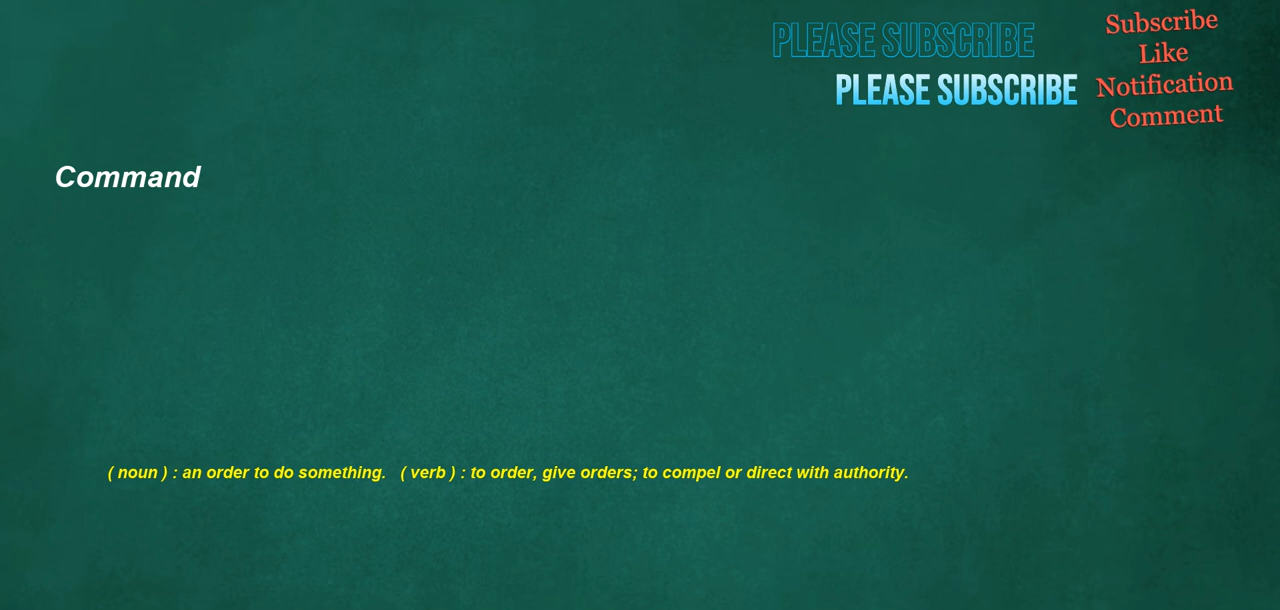 PLEASE SUBSCRIBE
PLEASE SUBSCRIBE
Subscribe
Like
Notification
Comment
Command
( noun ) : an order to do something. ( verb ) : to order, give orders; to compel or direct with authority.